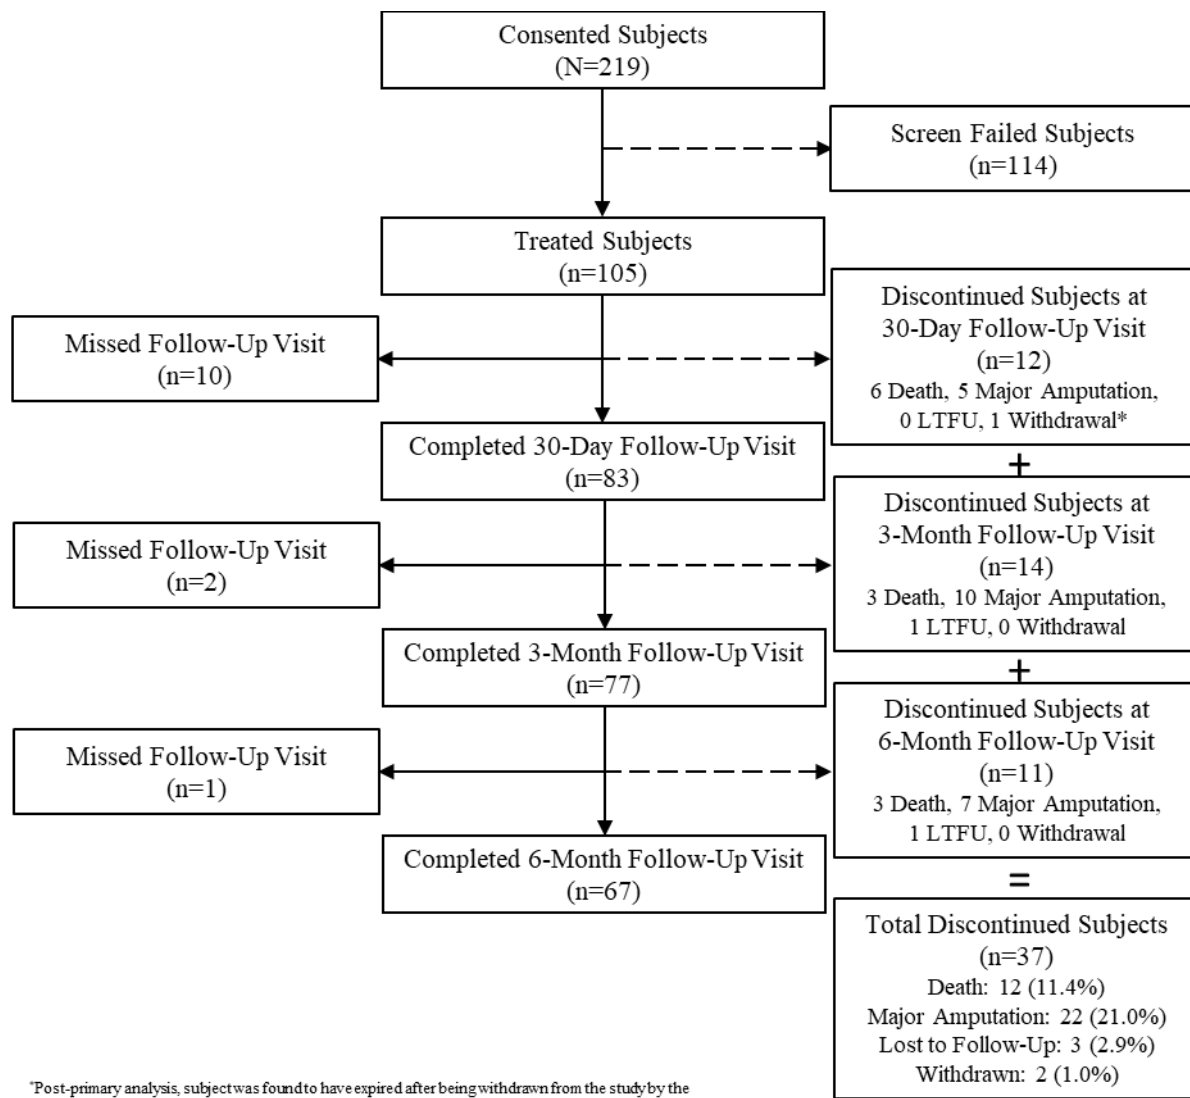 Consented Subjects
(N=219)
Screen Failed Subjects
(n=114)
Treated Subjects
(n=105)
Missed Follow-Up Visit
(n=10)
Discontinued Subjects at
30-Day Follow-Up Visit
(n=12)
6 Death, 5 Major Amputation,
0 LTFU, 1 Withdrawal*
Completed 30-Day Follow-Up Visit
(n=83)
+
Missed Follow-Up Visit
(n=2)
Discontinued Subjects at
3-Month Follow-Up Visit
(n=14)
3 Death, 10 Major Amputation,
1 LTFU, 0 Withdrawal
Completed 3-Month Follow-Up Visit
(n=77)
+
Missed Follow-Up Visit
(n=1)
Discontinued Subjects at
6-Month Follow-Up Visit
(n=11)
3 Death, 7 Major Amputation,
1 LTFU, 0 Withdrawal
Completed 6-Month Follow-Up Visit
(n=67)
=
Total Discontinued Subjects
(n=37)
Death: 12 (11.4%)
Major Amputation: 22 (21.0%)
Lost to Follow-Up: 3 (2.9%)
Withdrawn: 2 (1.0%)
*Post-primary analysis, subject was found to have expired after being withdrawn from the study by the